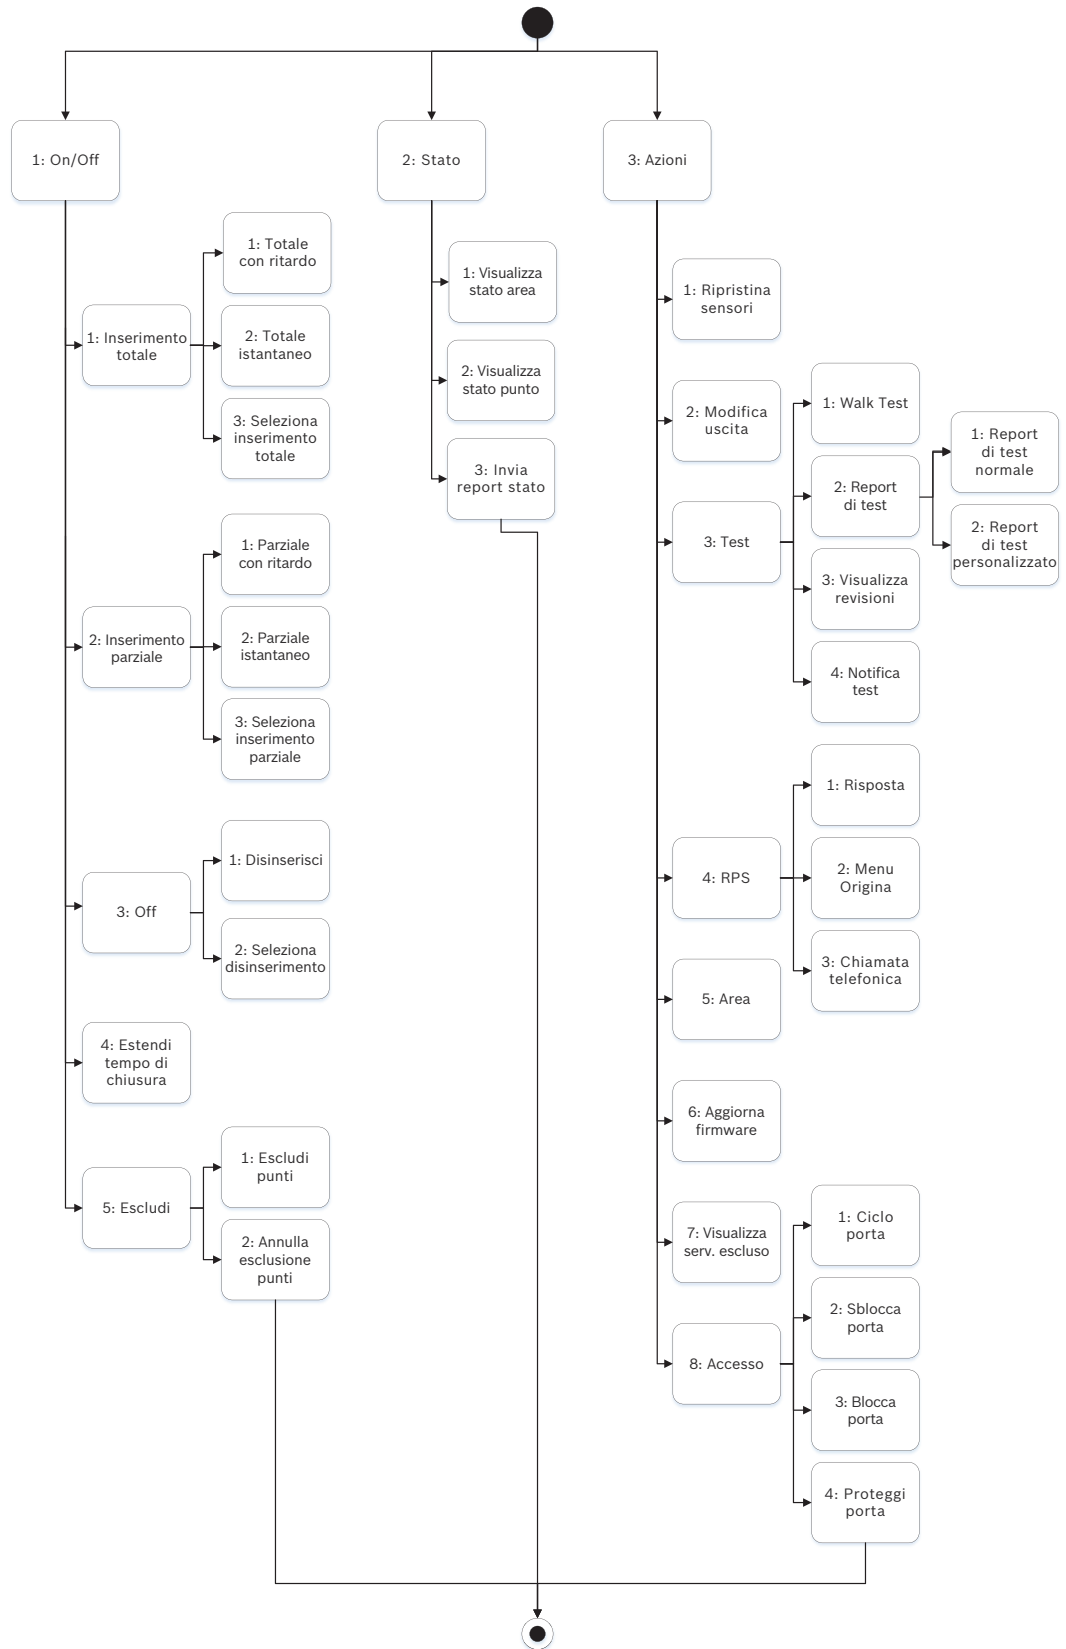 1: On/Off
2: Stato
3: Azioni
1: Inserimento
totale
1: Totale
con ritardo
2: Totale
istantaneo
3: Seleziona
inserimento
totale
2: Inserimento
parziale
1: Parziale
con ritardo
2: Parziale
istantaneo
3: Seleziona
inserimento
parziale
3: Off
1: Disinserisci
2: Seleziona
disinserimento
4: Estendi
tempo di
chiusura
5: Escludi
1: Escludi
punti
2: Annulla
esclusione
punti
1: Visualizza
stato area
2: Visualizza
stato punto
3: Invia
report stato
1: Ripristina
sensori
2: Modifica
uscita
3: Test
1: Walk Test
2: Report
di test
1: Report
di test
normale
2: Report
di test
personalizzato
3: Visualizza
revisioni
4: Notifica
test
4: RPS
1: Risposta
2: Menu
Origina
3: Chiamata
telefonica
5: Area
6: Aggiorna
firmware
7: Visualizza
serv. escluso
8: Accesso
1: Ciclo
porta
2: Sblocca
porta
3: Blocca
porta
4: Proteggi
porta